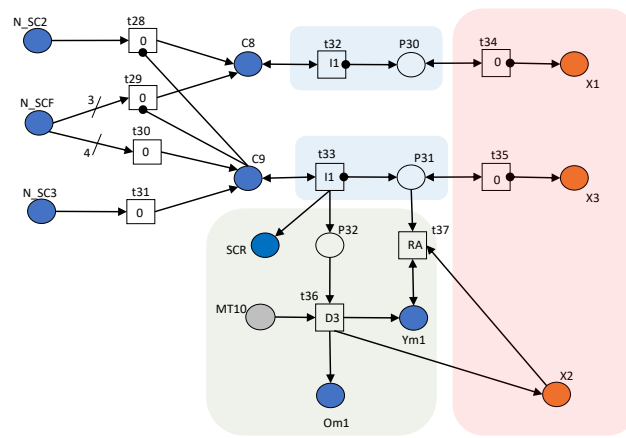 N_SC2
t28
0
C8
t32
I1
P30
t34
0
X1
t29
0
N_SCF
3
4
t30
0
C9
t33
I1
P31
t35
0
X3
N_SC3
t31
0
SCR
P32
t37
RA
MT10
t36
D3
Ym1
X2
Om1